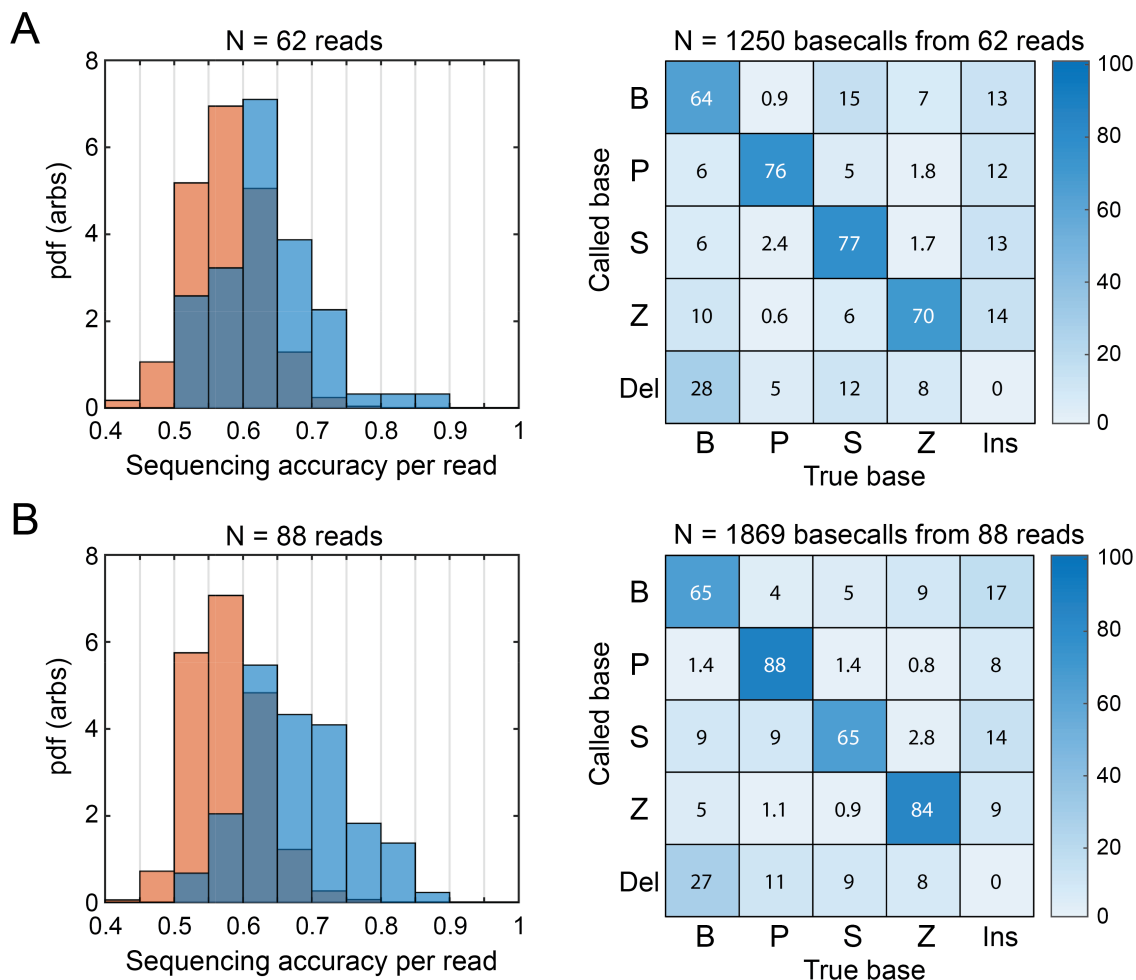 A
N = 62 reads
8
6
4
2
0
pdf (arbs)
0.4 0.5 0.6 0.7 0.8 0.9 1
Sequencing accuracy per read
N = 1250 basecalls from 62 reads
Called base
B 64 0.9 15 7 13
P 6 76 5 1.8 12
S 6 2.4 77 1.7 13
Z 10 0.6 6 70 14
Del 28 5 12 8 0
B P S Z Ins
True base
100
80
60
40
20
0
B
N = 88 reads
8
6
4
2
0
pdf (arbs)
0.4 0.5 0.6 0.7 0.8 0.9 1
Sequencing accuracy per read
N = 1869 basecalls from 88 reads
Called base
B 65 4 5 9 17
P 1.4 88 1.4 0.8 8
S 9 9 65 2.8 14
Z 5 1.1 0.9 84 9
Del 27 11 9 8 0
B P S Z Ins
True base
100
80
60
40
20
0